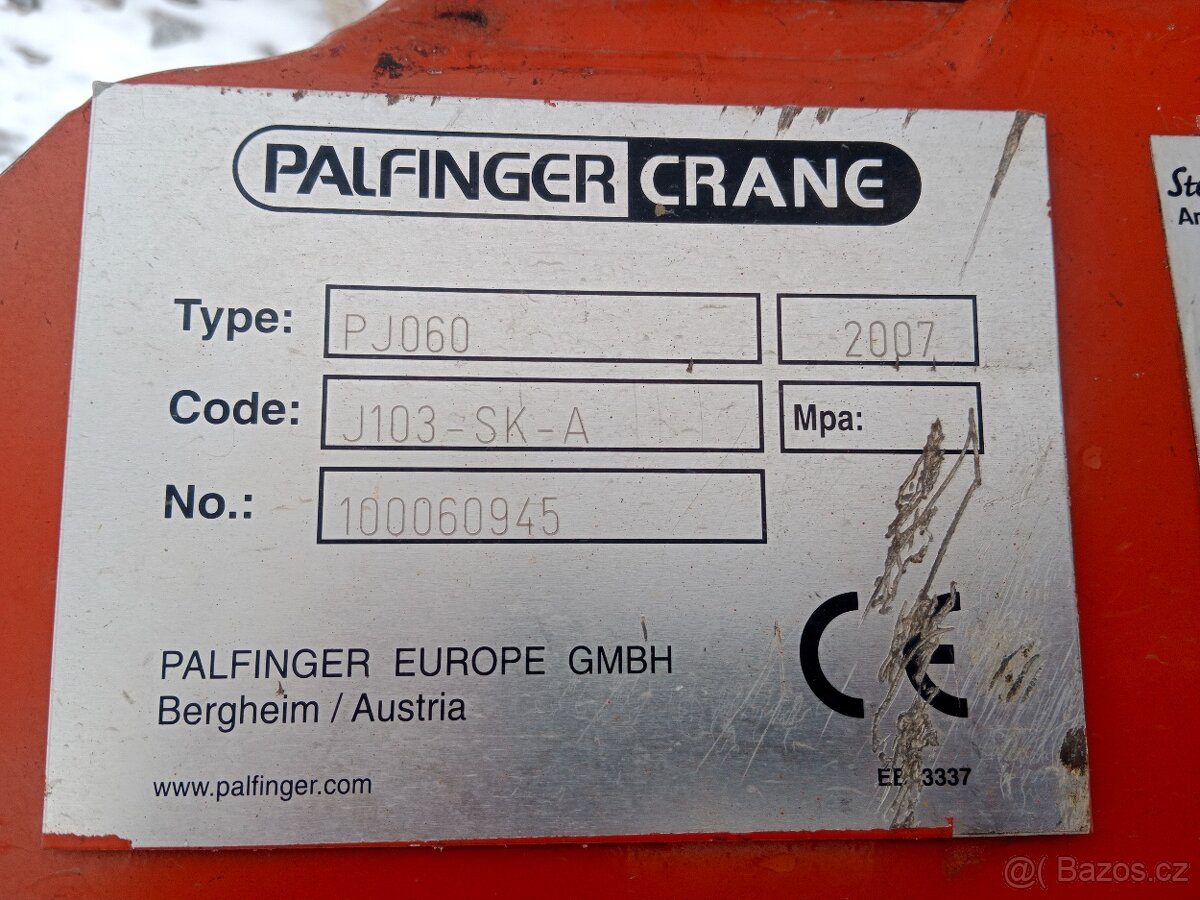 PALFINGER CRANE
Type: PJ060 2007
Code: J103-SK-A Mpa:
No.: 100060945
PALFINGER EUROPE GMBH
Bergheim / Austria
www.palfinger.com
3337
Bazos.cz